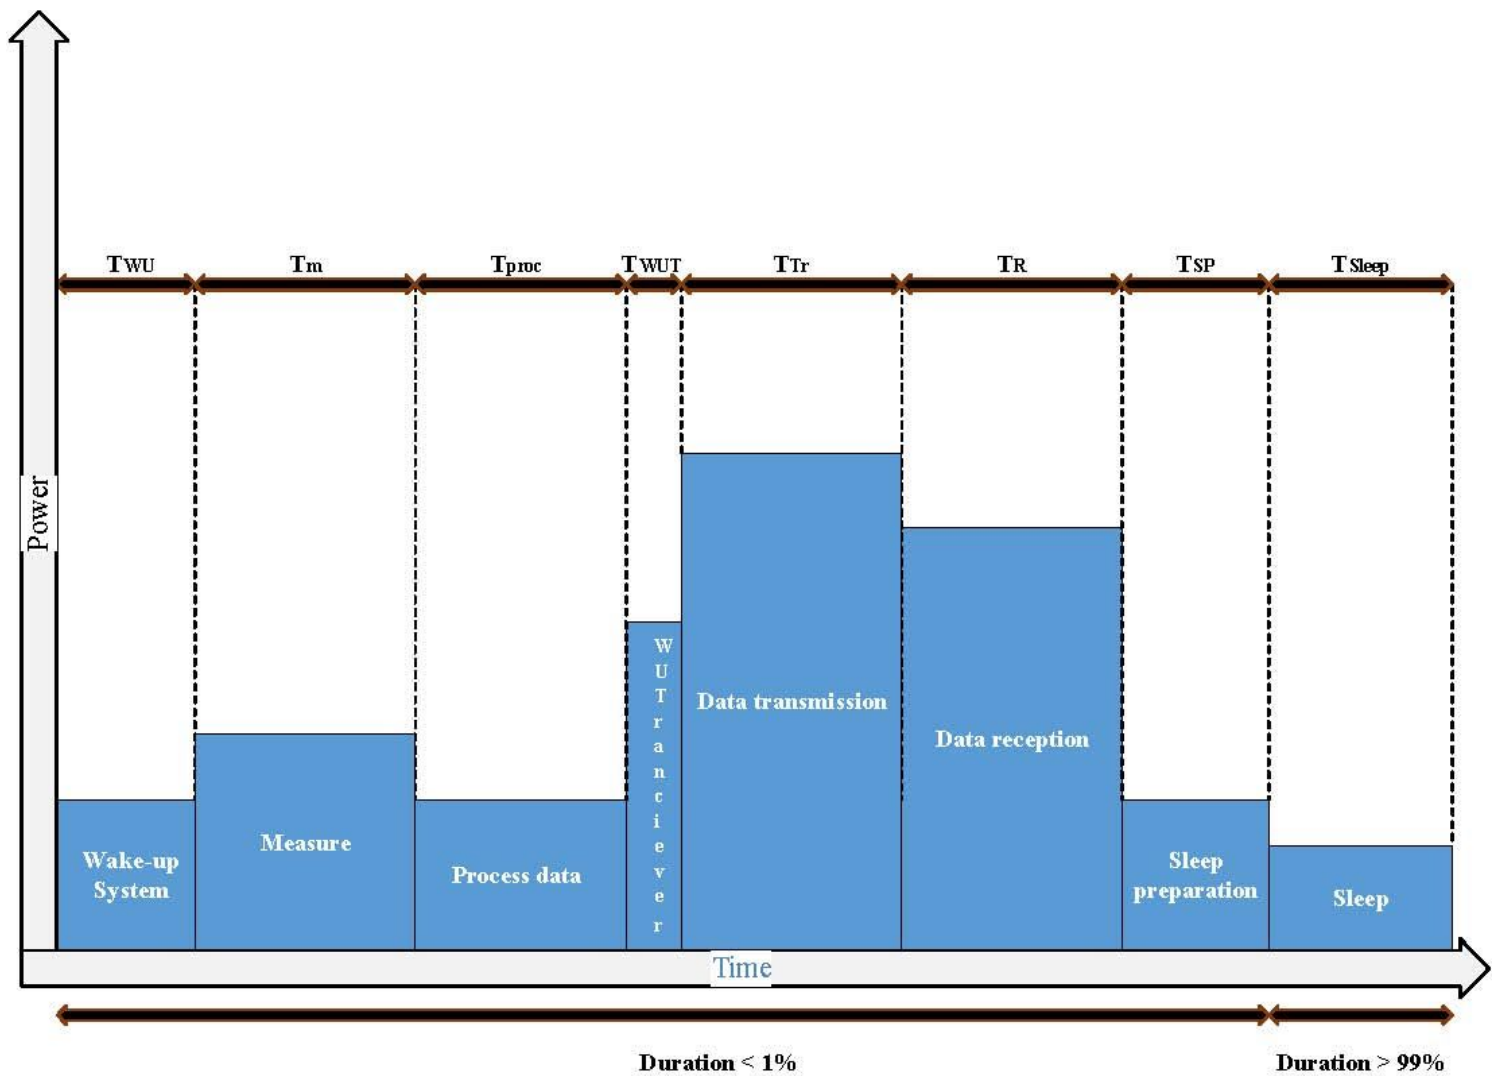 TWU
Tm
Tproc
TWUT
TTr
TR
TSP
TSleep
Power
WUTranciever
Data transmission
Data reception
Measure
Wake-up
System
Process data
Sleep
preparation
Sleep
Time
Duration < 1%
Duration > 99%